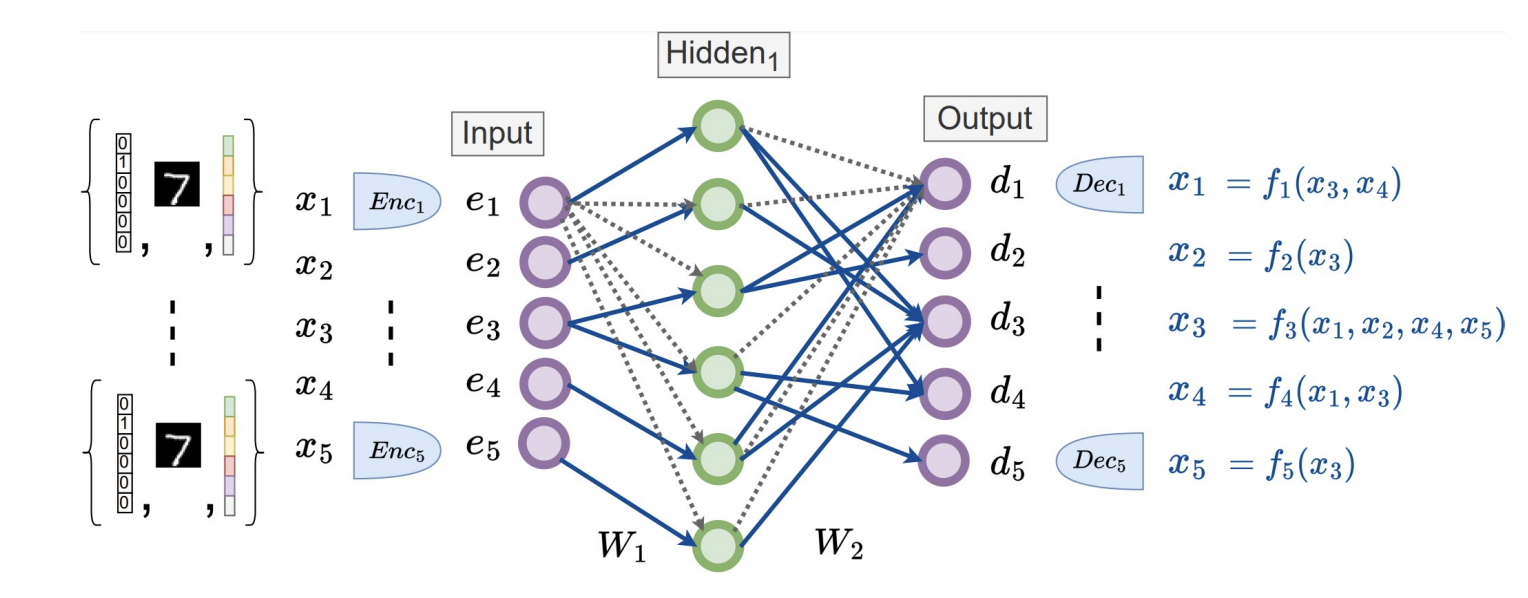 Hidden₁
Input
Output
0
1
0
0
0
0
,
7
,
x₁
Enc₁
e₁
d₁
Dec₁
x₁ = f₁(x₃, x₄)
x₂
e₂
d₂
x₂ = f₂(x₃)
x₃
e₃
d₃
x₃ = f₃(x₁, x₂, x₄, x₅)
x₄
e₄
d₄
x₄ = f₄(x₁, x₃)
0
1
0
0
0
0
,
7
,
x₅
Enc₅
e₅
d₅
Dec₅
x₅ = f₅(x₃)
W₁
W₂